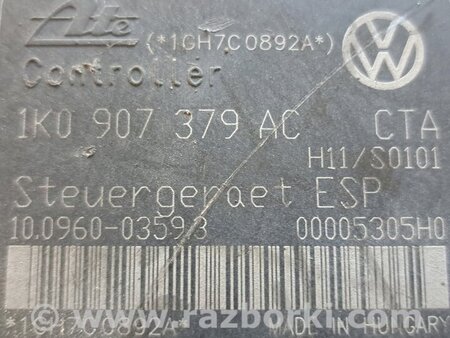 Ate (*1GH7C0892A*)
Controller
1K0 907 379 AC CTA
H11/S0101
Steuergeraet ESP
10.0960-0359.3 00005305H0
*1GH7C0892A* MADE IN HUNGARY
www.razborki.com